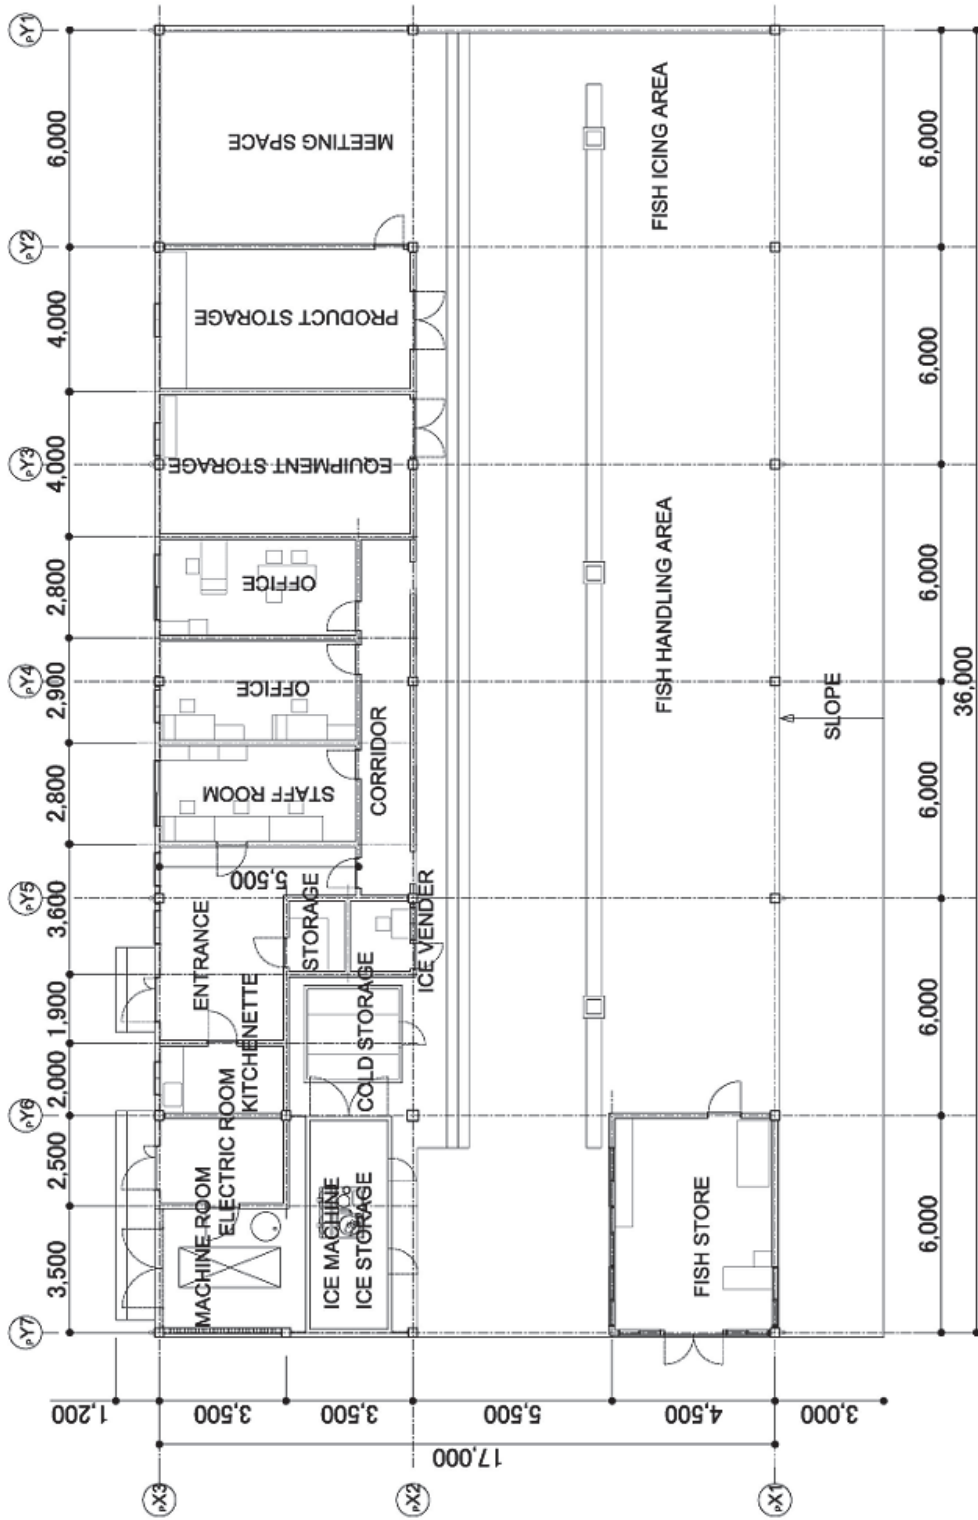 PY1
PY2
PY3
PY4
PY5
PY6
PY7
6,000
4,000
4,000
2,800
2,900
2,800
3,600
1,900
2,000
2,500
3,500
MEETING SPACE
PRODUCT STORAGE
EQUIPMENT STORAGE
OFFICE
OFFICE
STAFF ROOM
CORRIDOR
5,500
ENTRANCE
STORAGE
ICE VENDER
KITCHENETTE
COLD STORAGE
ELECTRIC ROOM
MACHINE ROOM
ICE MACHINE
ICE STORAGE
FISH ICING AREA
FISH HANDLING AREA
FISH STORE
SLOPE
6,000
6,000
6,000
6,000
6,000
6,000
36,000
1,200
3,500
3,500
5,500
4,500
3,000
17,000
PX3
PX2
PX1